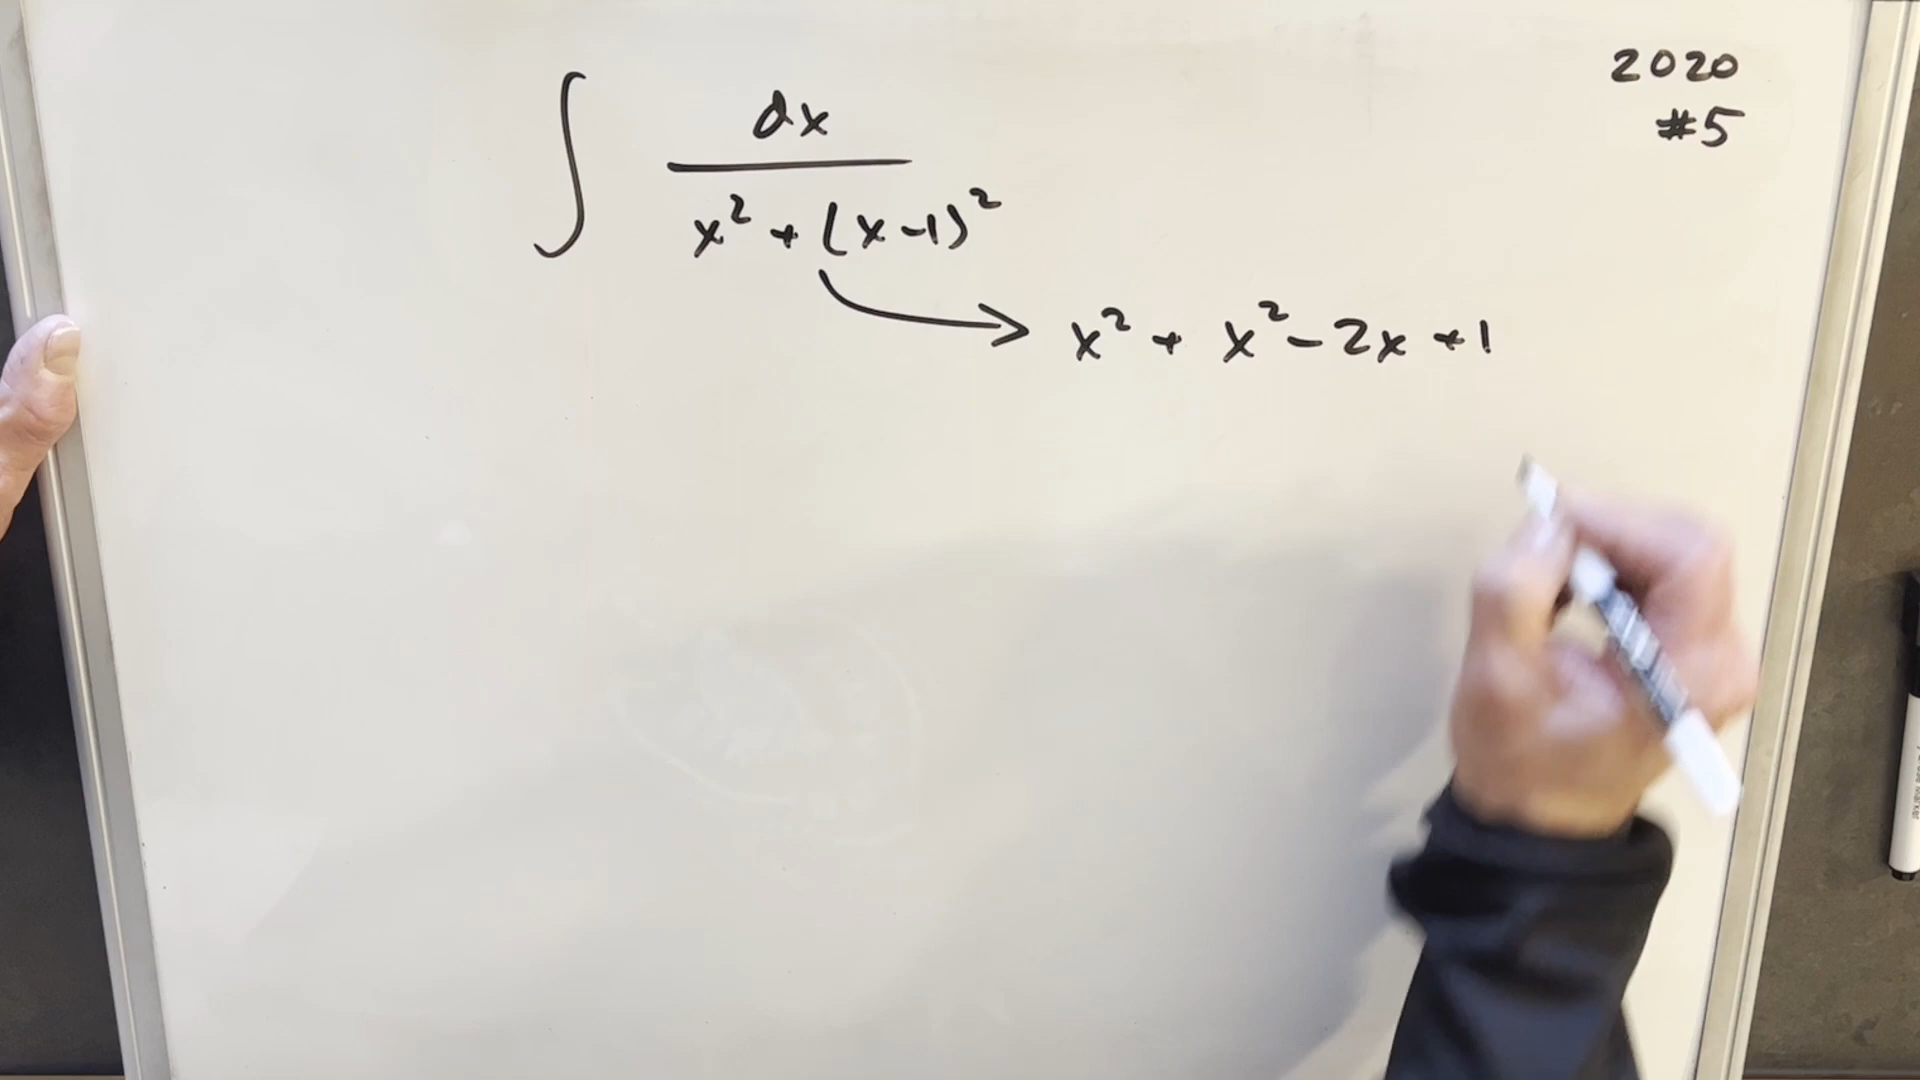 2020
#5
∫ dx
x² + (x-1)²
x² + x² - 2x + 1